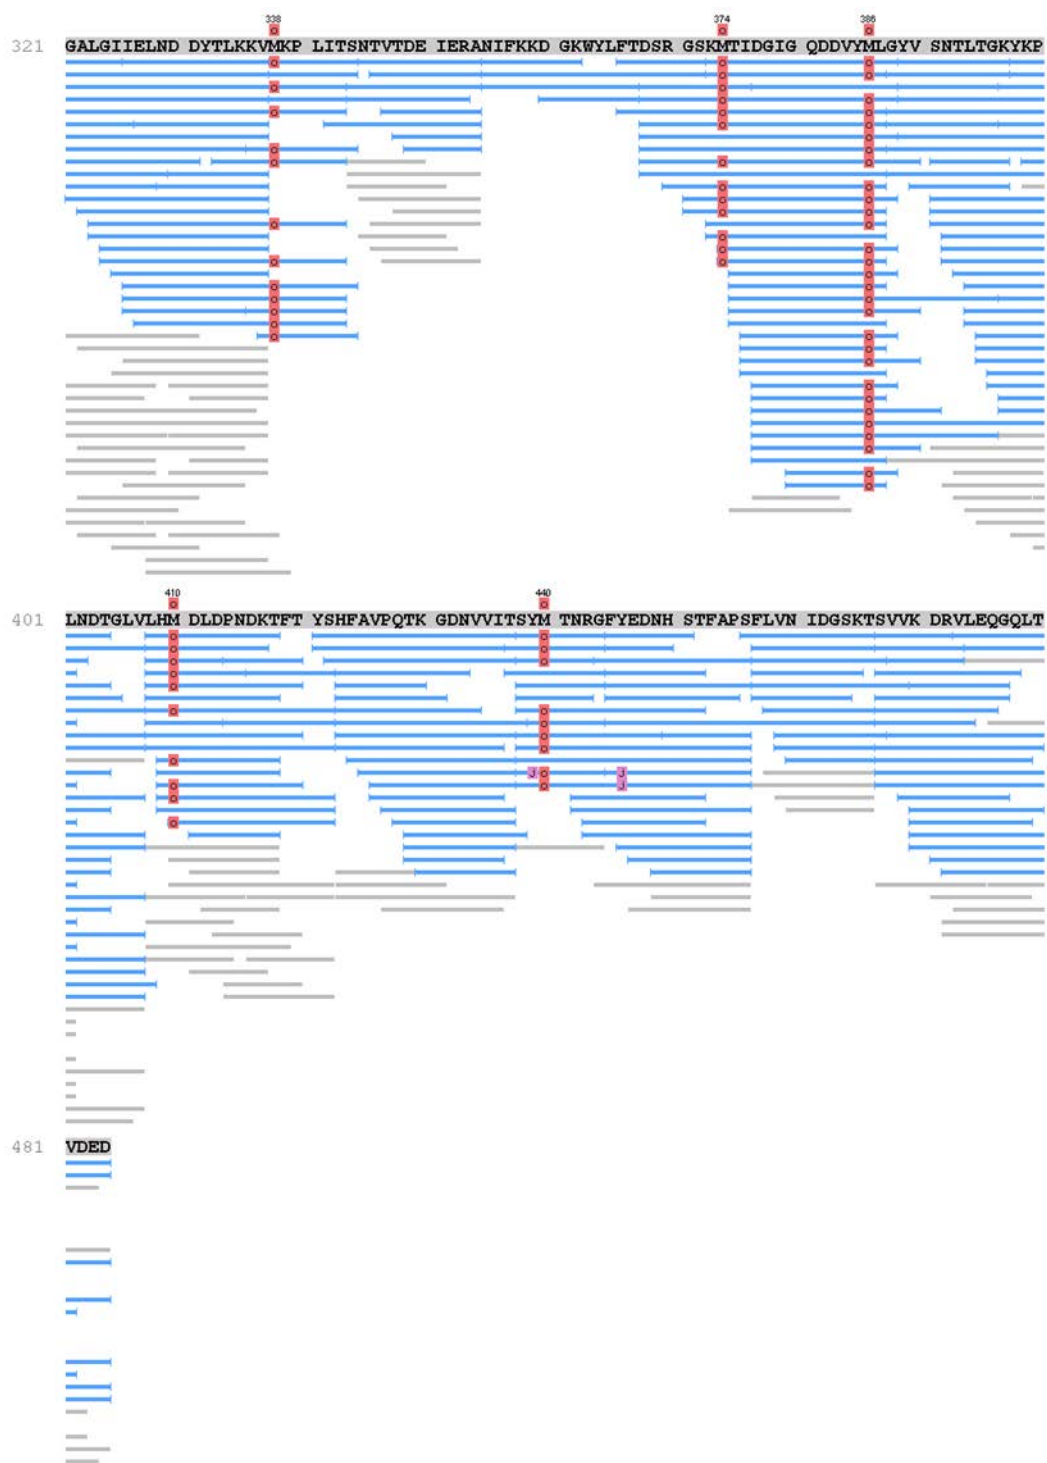 338 374 386
o o o
321 GALGIIELND DYTLKKVMKP LITSNTVTDE IERANIFKKD GKWYLFTDSR GSKMTIDGIG QDDVYMLGYV SNTLTGKYKP
410 440
o o
401 LNDTGLVLHM DLDPNDKTFT YSHFAVPQTK GDNVVITSYM TNRGFYEDNH STFAPSFLVN IDGSKTSVVK DRVLEQGQLT
J o J
o J
481 VDED